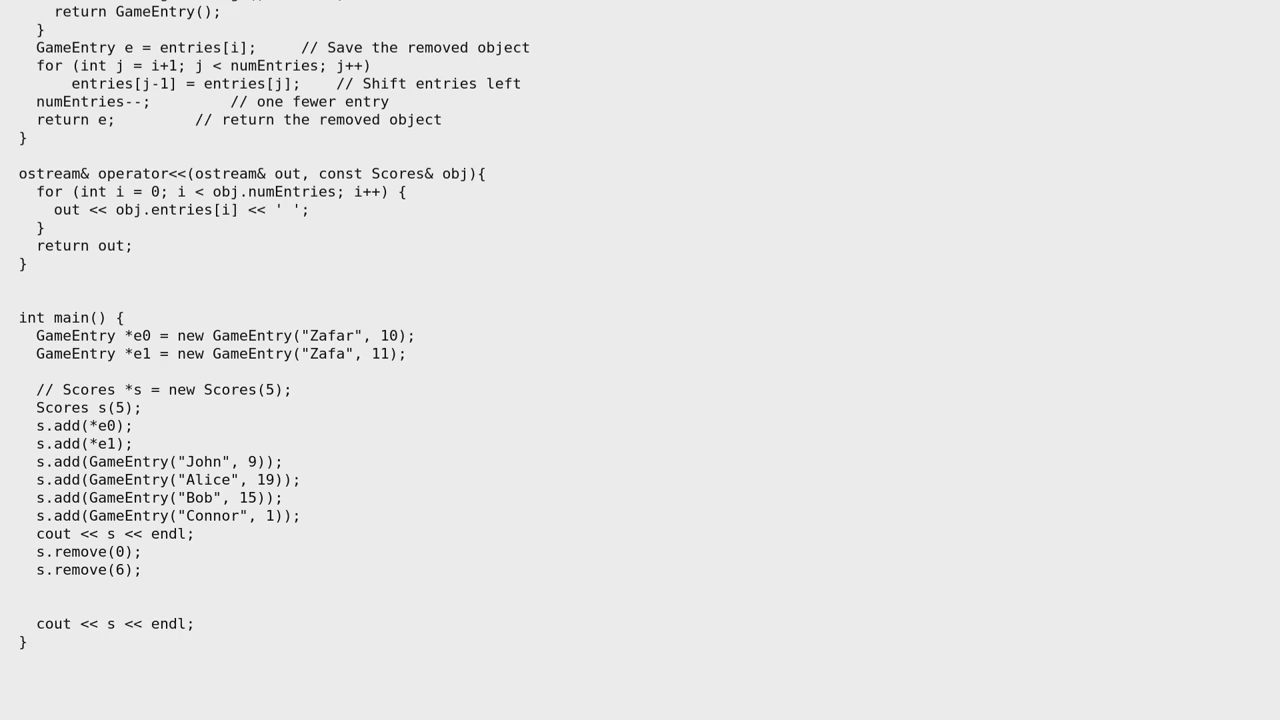 return GameEntry();
}
GameEntry e = entries[i];     // Save the removed object
for (int j = i+1; j < numEntries; j++)
entries[j-1] = entries[j];    // Shift entries left
numEntries--;         // one fewer entry
return e;         // return the removed object
}
ostream& operator<<(ostream& out, const Scores& obj){
for (int i = 0; i < obj.numEntries; i++) {
out << obj.entries[i] << ' ';
}
return out;
}
int main() {
GameEntry *e0 = new GameEntry("Zafar", 10);
GameEntry *e1 = new GameEntry("Zafa", 11);
// Scores *s = new Scores(5);
Scores s(5);
s.add(*e0);
s.add(*e1);
s.add(GameEntry("John", 9));
s.add(GameEntry("Alice", 19));
s.add(GameEntry("Bob", 15));
s.add(GameEntry("Connor", 1));
cout << s << endl;
s.remove(0);
s.remove(6);
cout << s << endl;
}